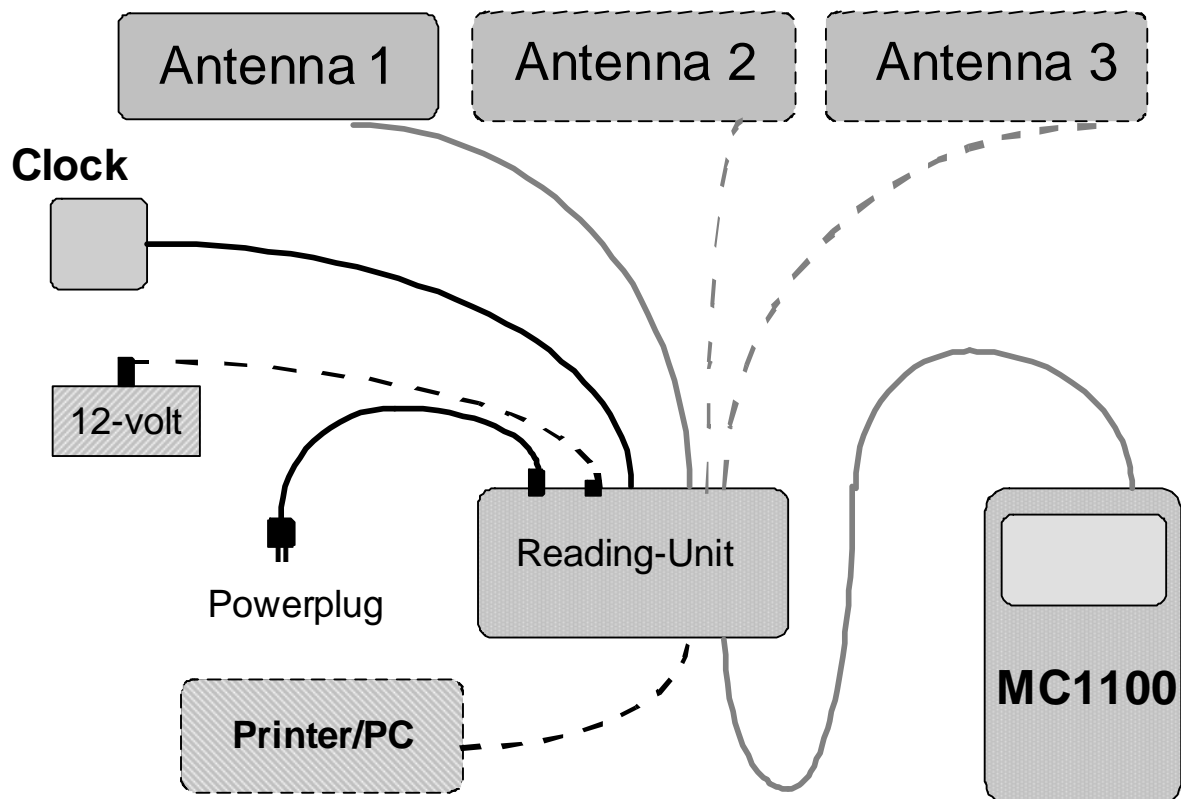 Antenna 1
Antenna 2
Antenna 3
Clock
12-volt
Reading-Unit
Powerplug
MC1100
Printer/PC